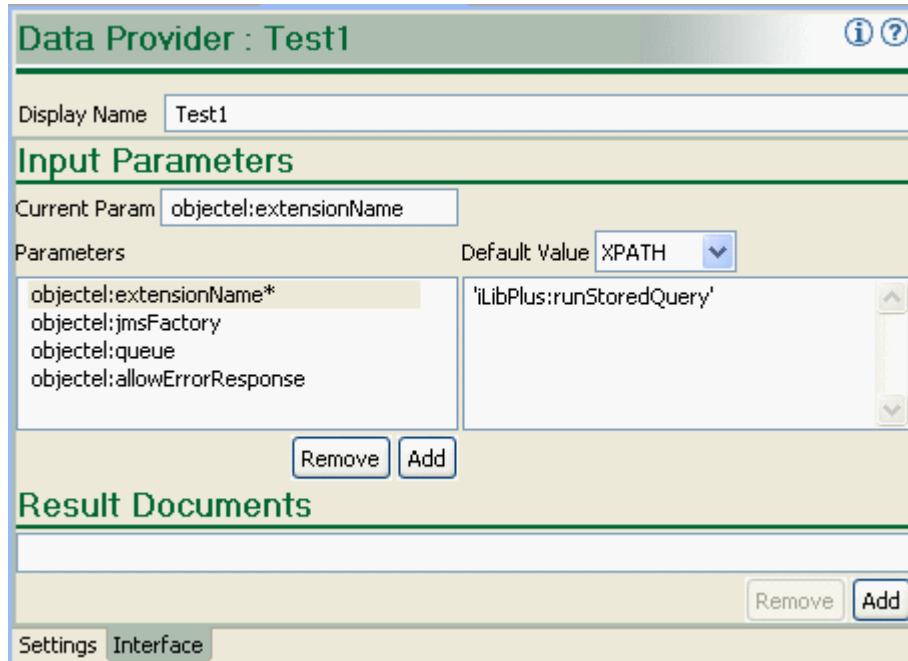 Data Provider : Test1
Display Name Test1
Input Parameters
Current Param objectel:extensionName
Parameters Default Value XPATH
objectel:extensionName* 'iLibPlus:runStoredQuery'
objectel:jmsFactory
objectel:queue
objectel:allowErrorResponse
Remove Add
Result Documents
Remove Add
Settings Interface